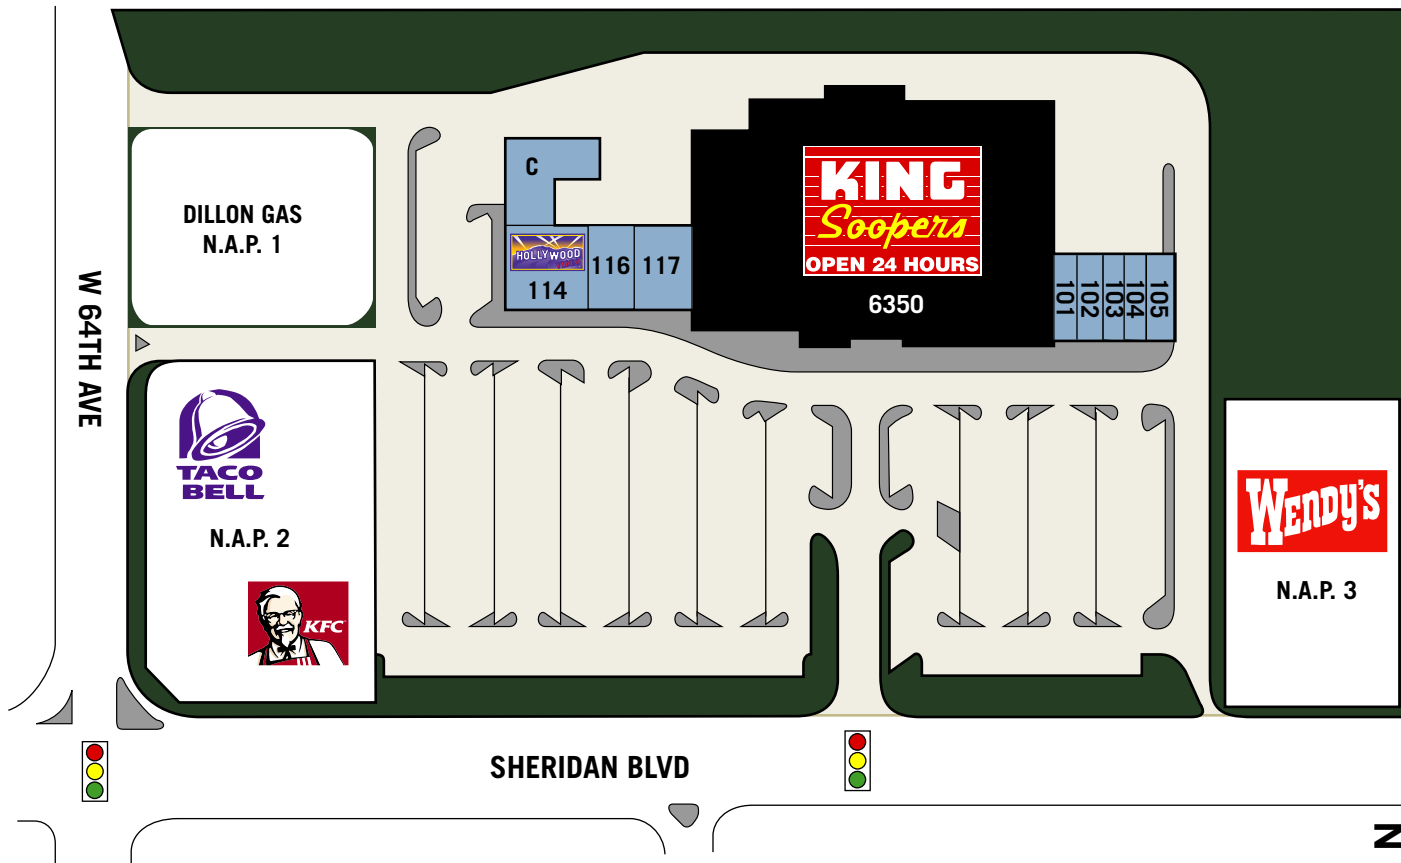 C
DILLON GAS
N.A.P. 1
HOLLYWOOD
114
116
117
KING
Soopers
OPEN 24 HOURS
6350
101
102
103
104
105
W 64TH AVE
TACO
BELL
N.A.P. 2
KFC
WENDY'S
N.A.P. 3
SHERIDAN BLVD
N